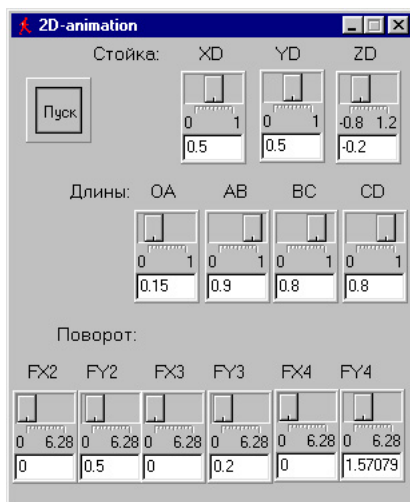 2D-animation
Стойка: XD YD ZD
Пуск
0 1 0 1 -0.8 1.2
0.5 0.5 -0.2
Длины: OA AB BC CD
0 1 0 1 0 1 0 1
0.15 0.9 0.8 0.8
Поворот:
FX2 FY2 FX3 FY3 FX4 FY4
0 6.28 0 6.28 0 6.28 0 6.28 0 6.28 0 6.28
0 0.5 0 0.2 0 1.57079